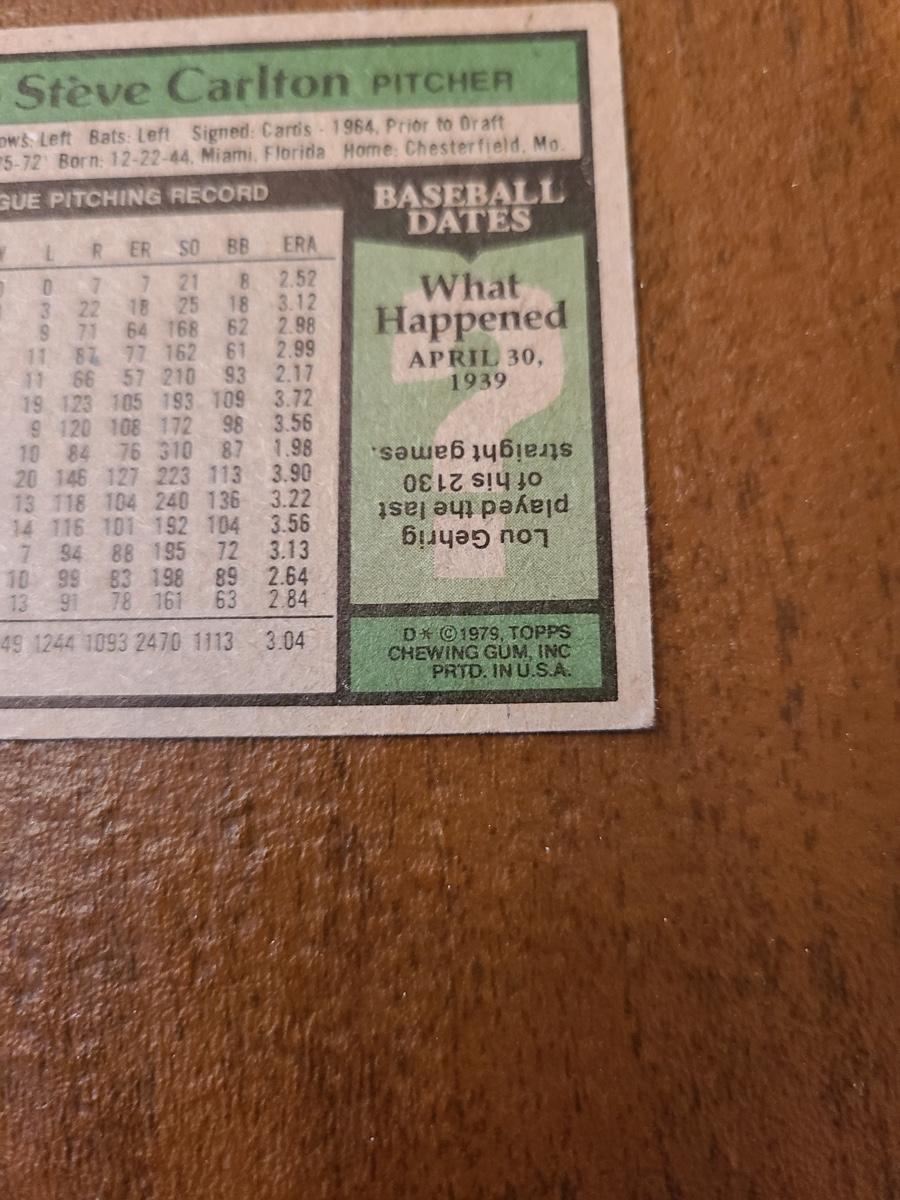 Steve Carlton PITCHER
Left Bats: Left Signed: Cards - 1964, Prior to Draft
Born: 12-22-44, Miami, Florida Home: Chesterfield, Mo.
PITCHING RECORD
BASEBALL
DATES
L R ER SO BB ERA
0 7 7 21 8 2.52
3 22 18 25 18 3.12
9 71 64 168 62 2.98
11 87 77 162 61 2.99
11 66 57 210 93 2.17
19 123 105 193 109 3.72
9 120 108 172 98 3.56
10 84 76 310 87 1.98
20 146 127 223 113 3.90
13 118 104 240 136 3.22
14 116 101 192 104 3.56
7 94 88 195 72 3.13
10 99 83 198 89 2.64
13 91 78 161 63 2.84
49 1244 1093 2470 1113 3.04
What
Happened
APRIL 30,
1939
?
Lou Gehrig
played the last
of his 2130
straight games.
D* ©1979, TOPPS
CHEWING GUM, INC
PRTD. IN U.S.A.